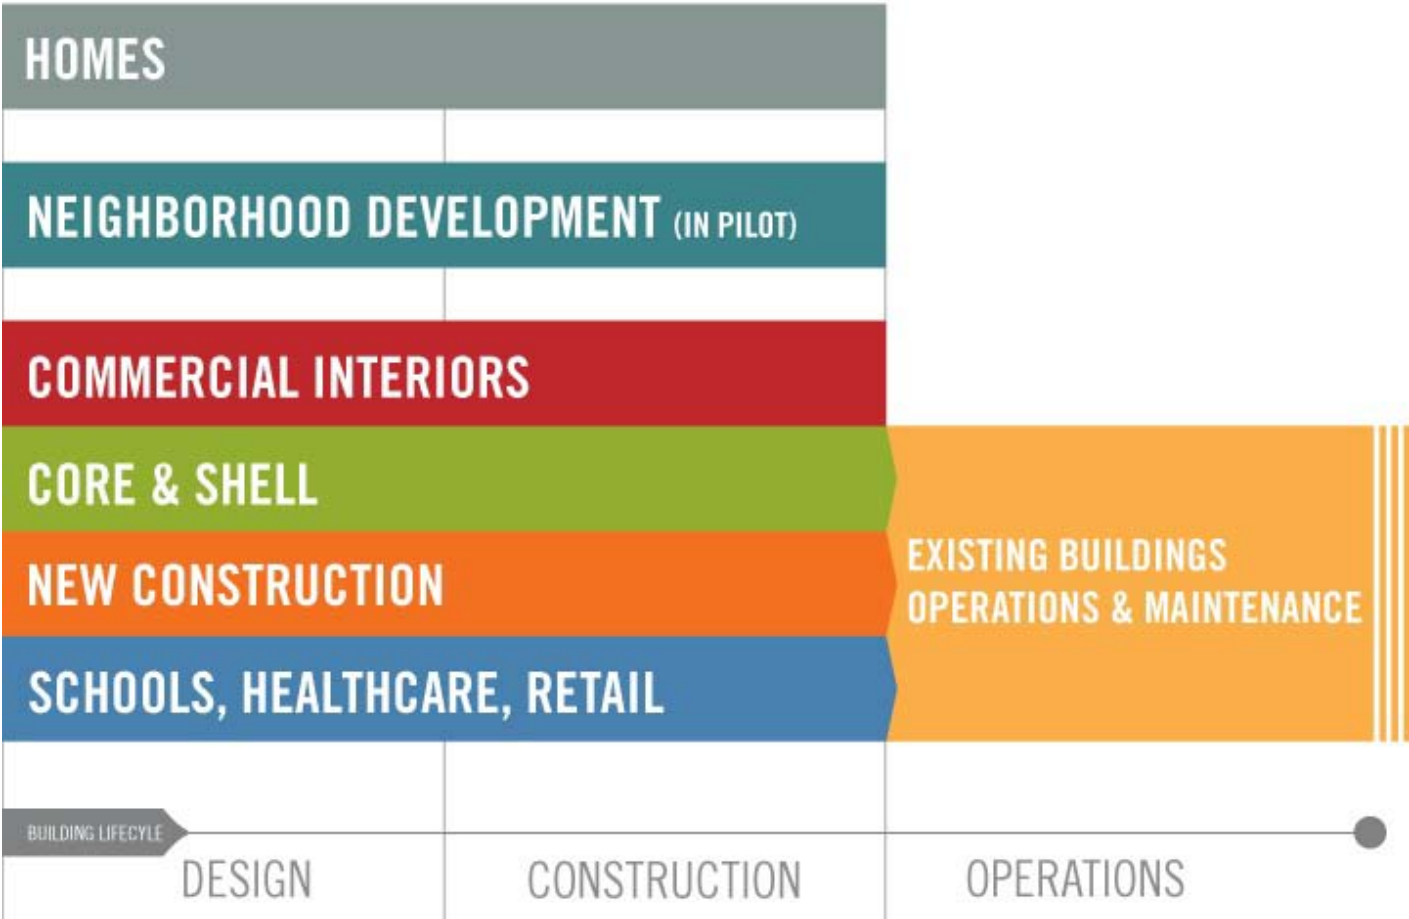 HOMES
NEIGHBORHOOD DEVELOPMENT (IN PILOT)
COMMERCIAL INTERIORS
CORE & SHELL
NEW CONSTRUCTION
SCHOOLS, HEALTHCARE, RETAIL
EXISTING BUILDINGS
OPERATIONS & MAINTENANCE
BUILDING LIFECYLE
DESIGN
CONSTRUCTION
OPERATIONS